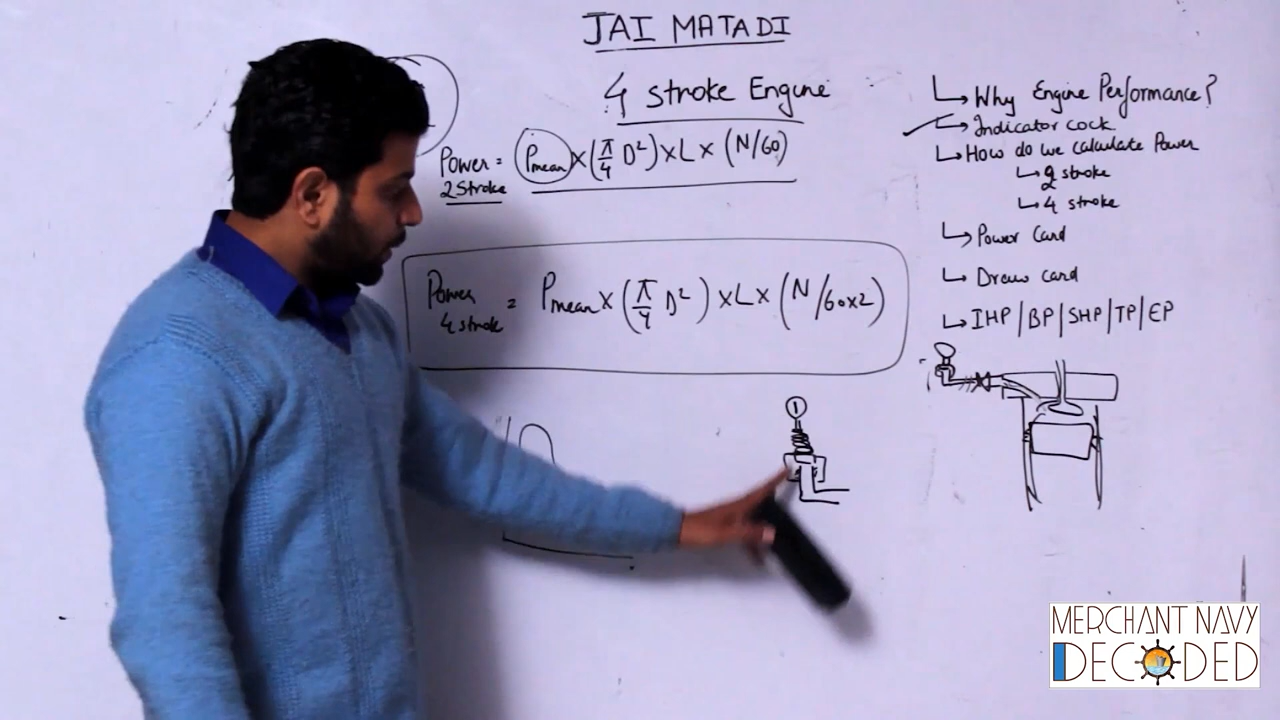 JAI MATADI
4 stroke Engine
Power 2 stroke = Pmean × (π/4 D²) × L × (N/60)
Power 4 stroke = Pmean × (π/4 D²) × L × (N/60×2)
↳ Why Engine Performance?
↳ Indicator cock
↳ How do we calculate Power
↳ 2 stroke
↳ 4 stroke
↳ Power Card
↳ Draw card
↳ IHP/BP/SHP/TP/EP
MERCHANT NAVY
DECODED